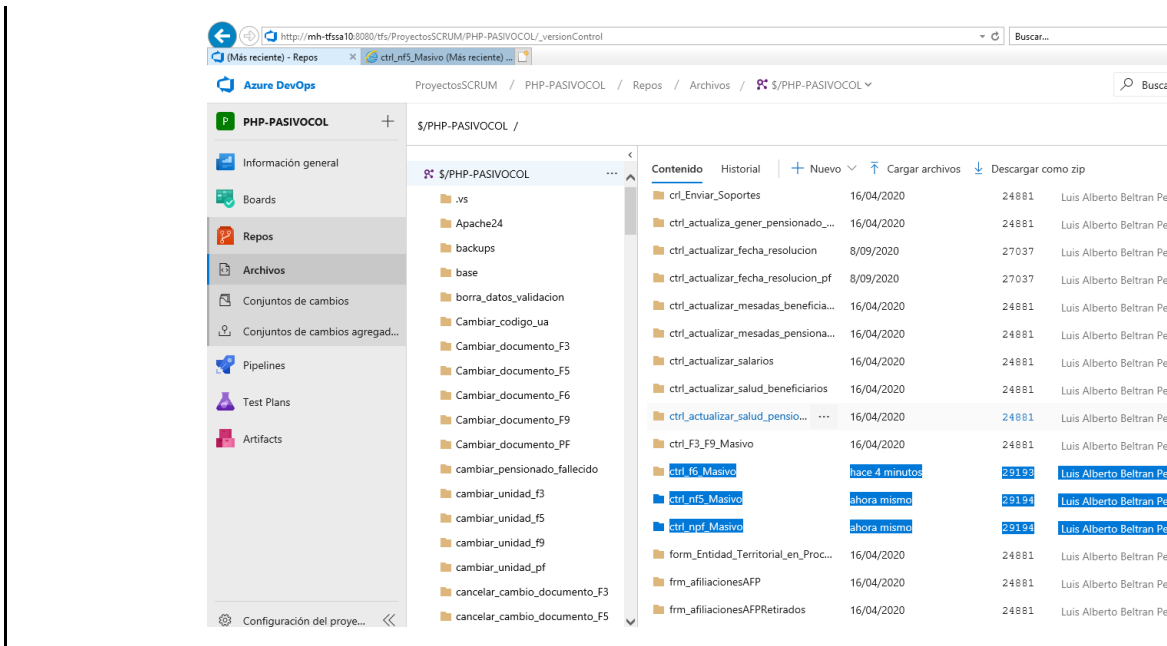 http://mh-tfssa10:8080/tfs/ProyectosSCRUM/PHP-PASIVOCOL/_versionControl
Buscar...
(Más reciente) - Repos
ctrl_nf5_Masivo (Más reciente) ...
Azure DevOps
ProyectosSCRUM / PHP-PASIVOCOL / Repos / Archivos / $/PHP-PASIVOCOL
Busca
P PHP-PASIVOCOL
$/PHP-PASIVOCOL /
Información general
Boards
Repos
Archivos
Conjuntos de cambios
Conjuntos de cambios agregad...
Pipelines
Test Plans
Artifacts
Configuración del proye...
$/PHP-PASIVOCOL ...
.vs
Apache24
backups
base
borra_datos_validacion
Cambiar_codigo_ua
Cambiar_documento_F3
Cambiar_documento_F5
Cambiar_documento_F6
Cambiar_documento_F9
Cambiar_documento_PF
cambiar_pensionado_fallecido
cambiar_unidad_f3
cambiar_unidad_f5
cambiar_unidad_f9
cambiar_unidad_pf
cancelar_cambio_documento_F3
cancelar_cambio_documento_F5
Contenido Historial Nuevo Cargar archivos Descargar como zip
crl_Enviar_Soportes 16/04/2020 24881 Luis Alberto Beltran Pe
ctrl_actualiza_gener_pensionado_... 16/04/2020 24881 Luis Alberto Beltran Pe
ctrl_actualizar_fecha_resolucion 8/09/2020 27037 Luis Alberto Beltran Pe
ctrl_actualizar_fecha_resolucion_pf 8/09/2020 27037 Luis Alberto Beltran Pe
ctrl_actualizar_mesadas_beneficia... 16/04/2020 24881 Luis Alberto Beltran Pe
ctrl_actualizar_mesadas_pensiona... 16/04/2020 24881 Luis Alberto Beltran Pe
ctrl_actualizar_salarios 16/04/2020 24881 Luis Alberto Beltran Pe
ctrl_actualizar_salud_beneficiarios 16/04/2020 24881 Luis Alberto Beltran Pe
ctrl_actualizar_salud_pensio... ... 16/04/2020 24881 Luis Alberto Beltran Pe
ctrl_F3_F9_Masivo 16/04/2020 24881 Luis Alberto Beltran Pe
ctrl_f6_Masivo hace 4 minutos 29193 Luis Alberto Beltran Pe
ctrl_nf5_Masivo ahora mismo 29194 Luis Alberto Beltran Pe
ctrl_npf_Masivo ahora mismo 29194 Luis Alberto Beltran Pe
form_Entidad_Territorial_en_Proc... 16/04/2020 24881 Luis Alberto Beltran Pe
frm_afiliacionesAFP 16/04/2020 24881 Luis Alberto Beltran Pe
frm_afiliacionesAFPRetirados 16/04/2020 24881 Luis Alberto Beltran Pe